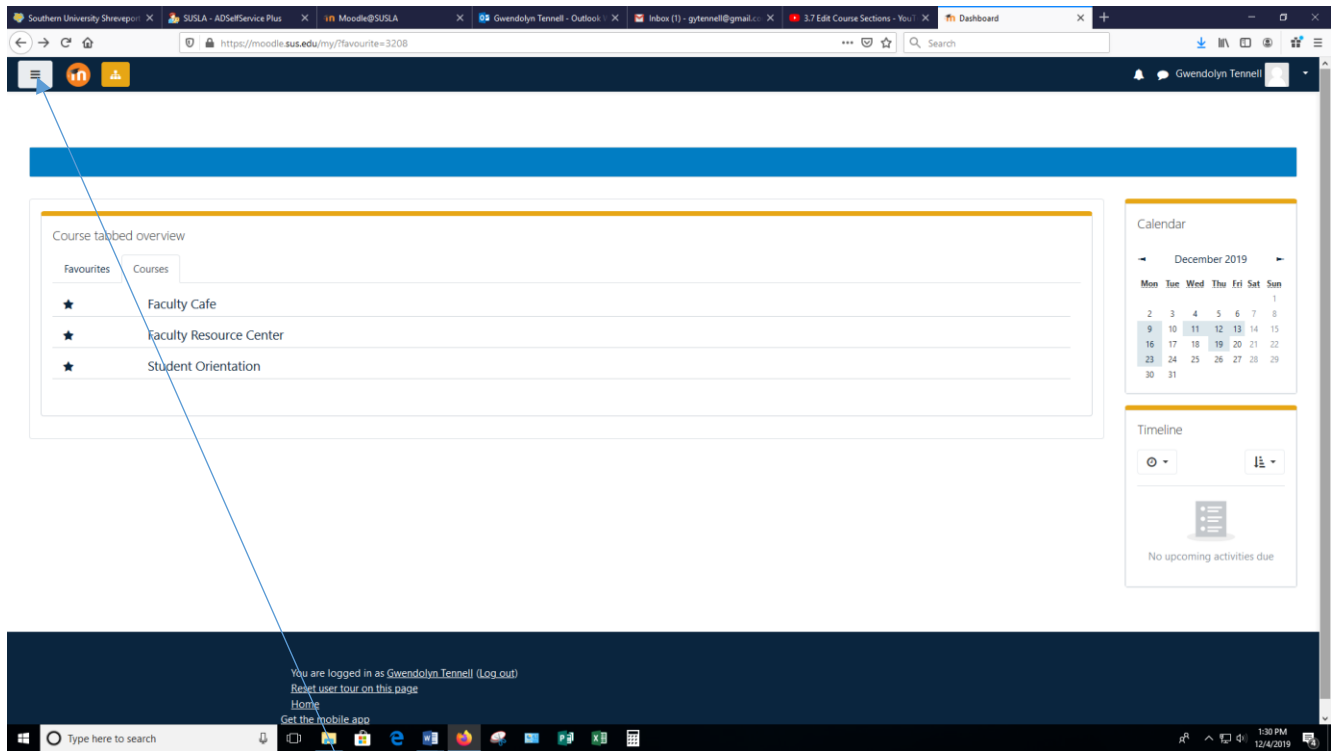 Southern University Shrevepor
SUSLA - ADSelfService Plus
Moodle@SUSLA
Gwendolyn Tennell - Outlook
Inbox (1) - gytennell@gmail.co
3.7 Edit Course Sections - YouT
Dashboard
https://moodle.sus.edu/my/?favourite=3208
Search
Gwendolyn Tennell
Course tabbed overview
Favourites Courses
Faculty Cafe
Faculty Resource Center
Student Orientation
Calendar
December 2019
Mon Tue Wed Thu Fri Sat Sun
1
2 3 4 5 6 7 8
9 10 11 12 13 14 15
16 17 18 19 20 21 22
23 24 25 26 27 28 29
30 31
Timeline
No upcoming activities due
You are logged in as Gwendolyn Tennell (Log out)
Reset user tour on this page
Home
Get the mobile app
Type here to search
1:30 PM
12/4/2019